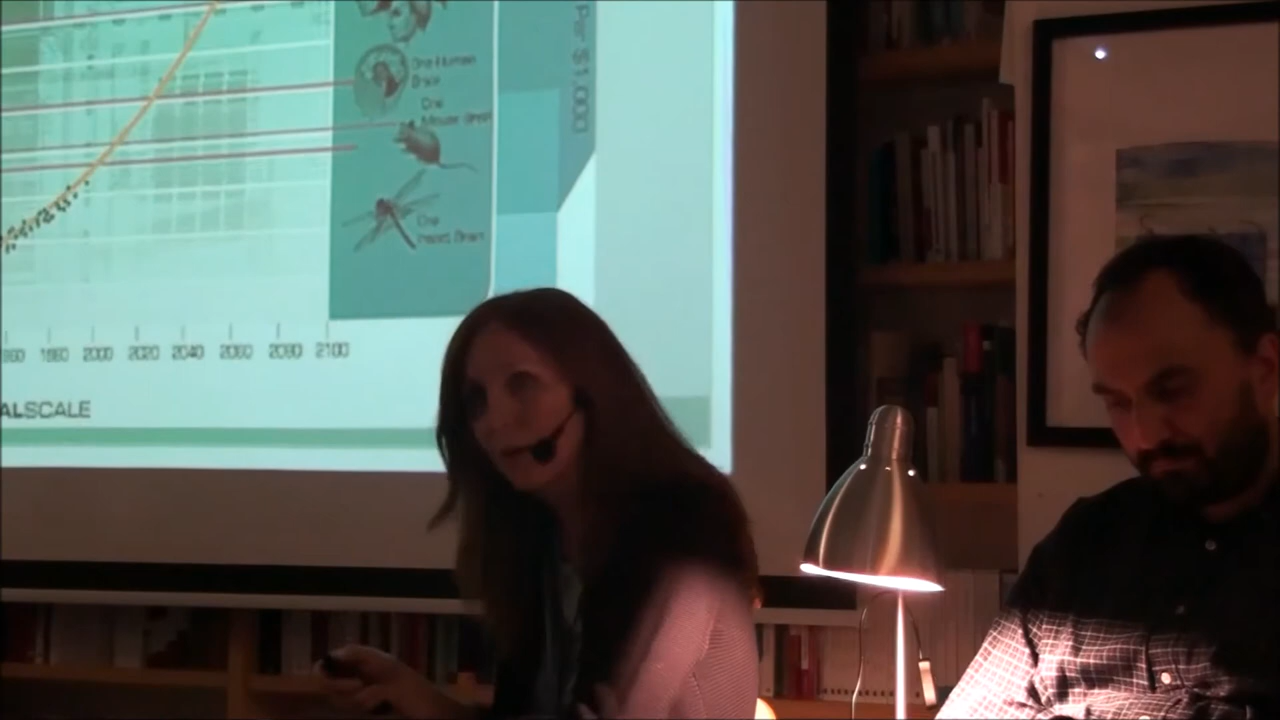 Per $1,000
One Human
Brain
One
Mouse Brain
One
Insect Brain
1980 2000 2020 2040 2060 2080 2100
ALSCALE